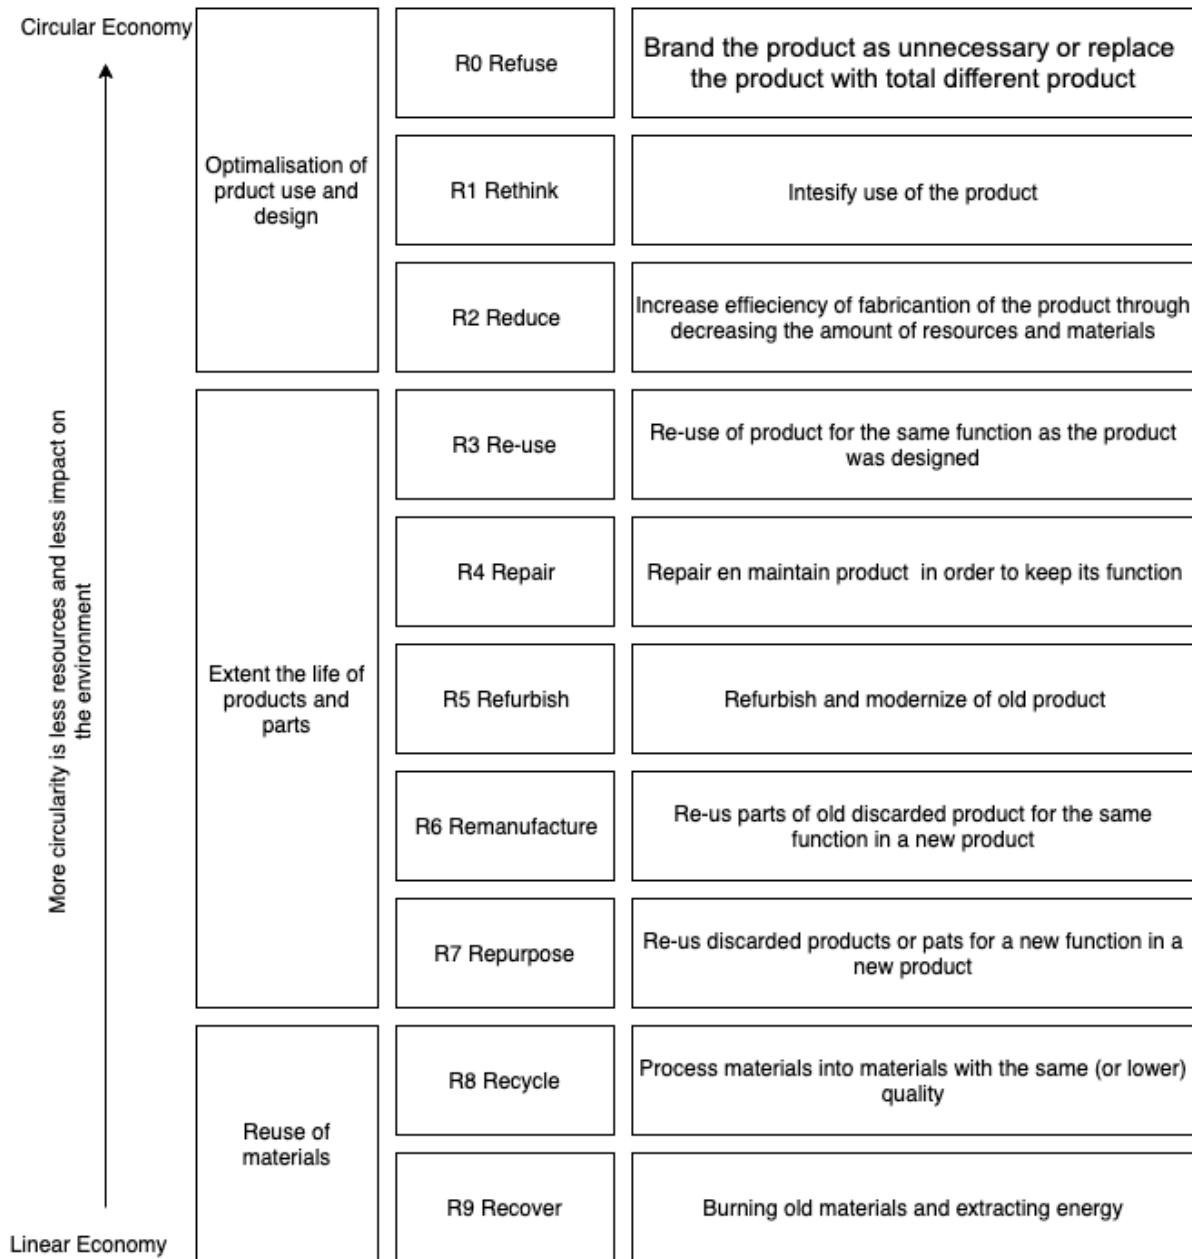 Circular Economy
More circularity is less resources and less impact on
the environment
Linear Economy
Optimalisation of
prduct use and
design
R0 Refuse
Brand the product as unnecessary or replace
the product with total different product
R1 Rethink
Intesify use of the product
R2 Reduce
Increase effieciency of fabricantion of the product through
decreasing the amount of resources and materials
Extent the life of
products and
parts
R3 Re-use
Re-use of product for the same function as the product
was designed
R4 Repair
Repair en maintain product in order to keep its function
R5 Refurbish
Refurbish and modernize of old product
R6 Remanufacture
Re-us parts of old discarded product for the same
function in a new product
R7 Repurpose
Re-us discarded products or pats for a new function in a
new product
Reuse of
materials
R8 Recycle
Process materials into materials with the same (or lower)
quality
R9 Recover
Burning old materials and extracting energy